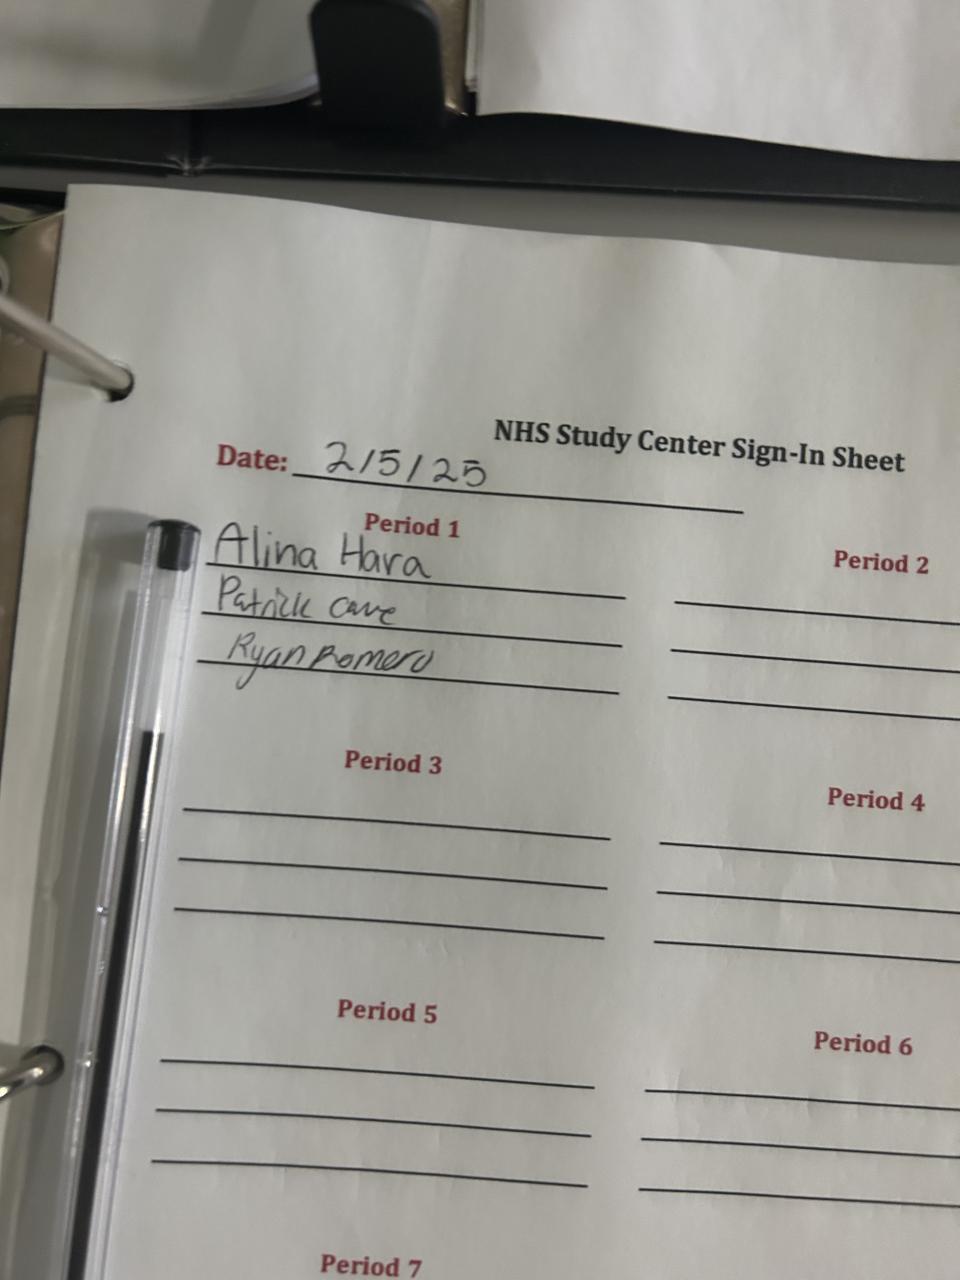 NHS Study Center Sign-In Sheet
Date: 2/5/25
Period 1
Alina Hara
Patrick Cave
Ryan Romero
Period 2
Period 3
Period 4
Period 5
Period 6
Period 7